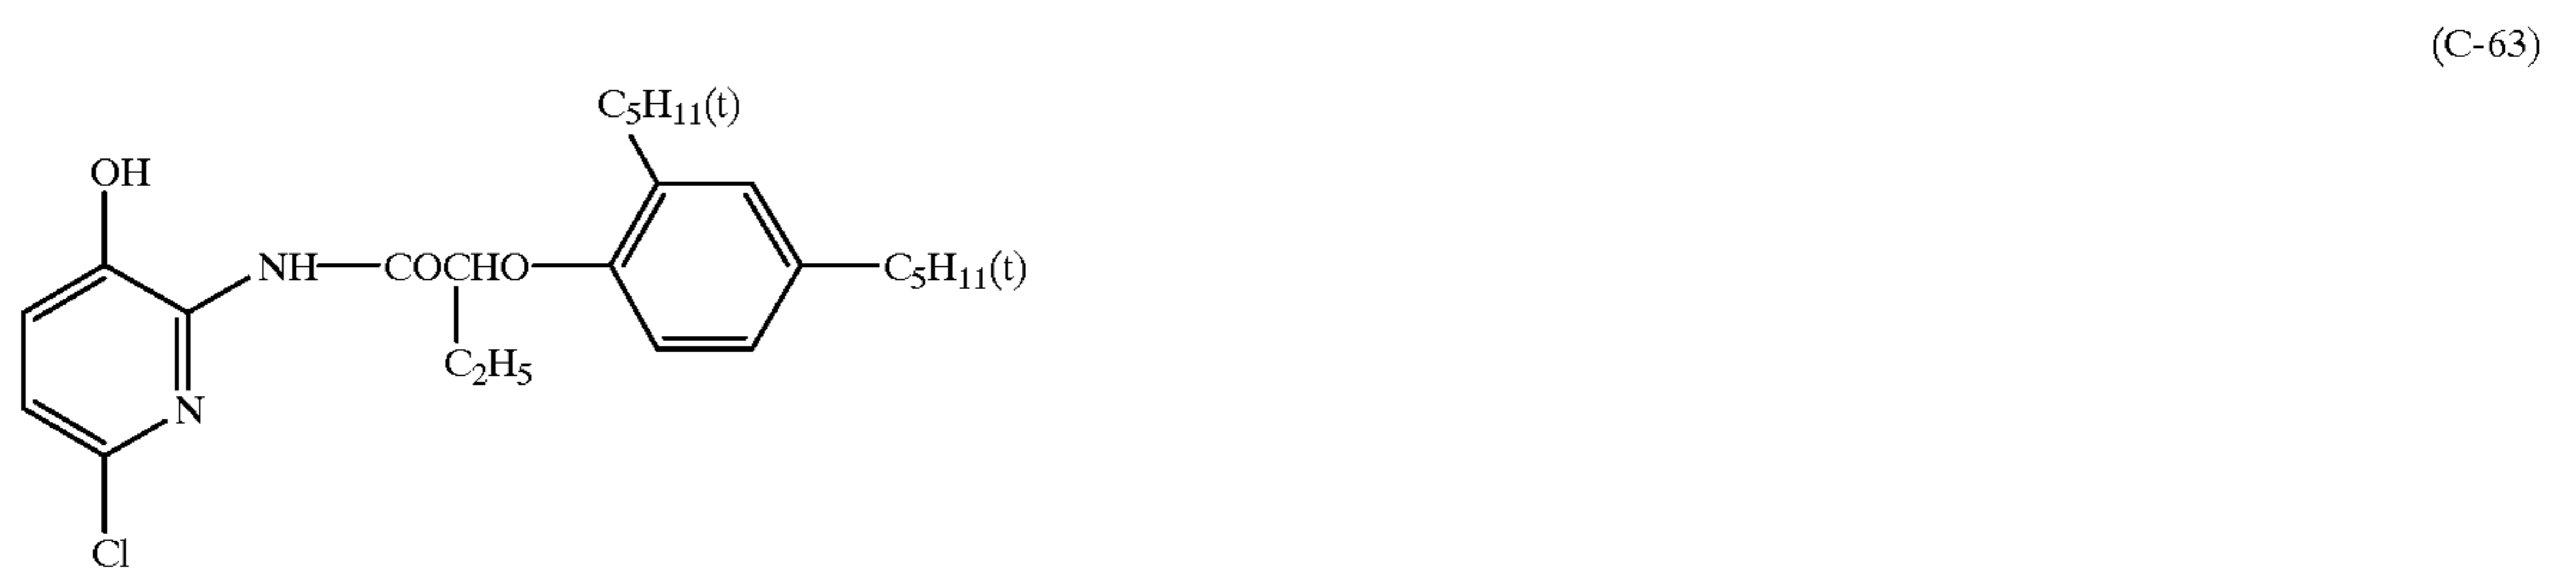 (C-63)
C5H11(t)
OH
NH COCHO C5H11(t)
C2H5
N
Cl